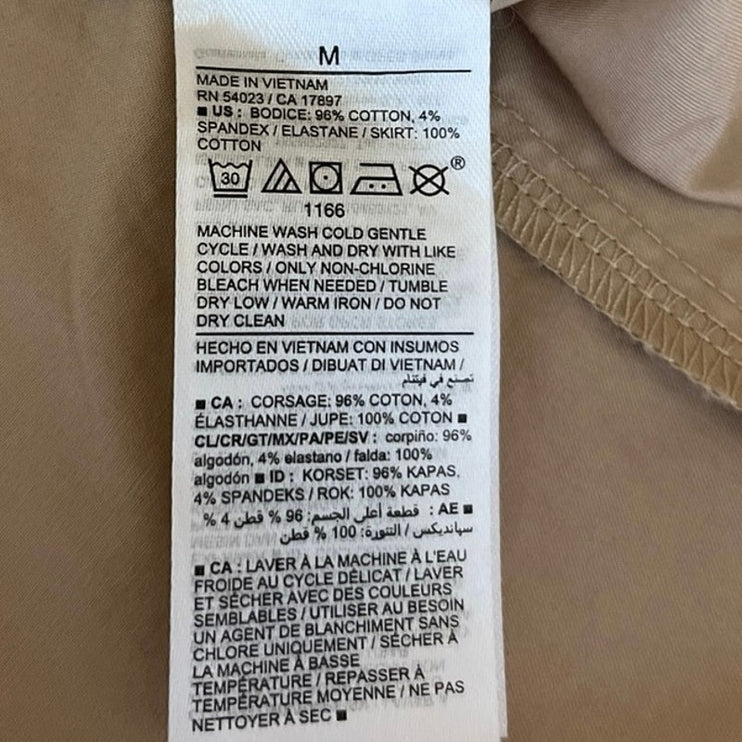 M
MADE IN VIETNAM
RN 54023 / CA 17897
■ US : BODICE: 96% COTTON, 4%
SPANDEX / ELASTANE / SKIRT: 100%
COTTON
30 ®
1166
MACHINE WASH COLD GENTLE
CYCLE / WASH AND DRY WITH LIKE
COLORS / ONLY NON-CHLORINE
BLEACH WHEN NEEDED / TUMBLE
DRY LOW / WARM IRON / DO NOT
DRY CLEAN
HECHO EN VIETNAM CON INSUMOS
IMPORTADOS / DIBUAT DI VIETNAM /
تصنع في فيتنام
■ CA : CORSAGE: 96% COTON, 4%
ÉLASTHANNE / JUPE: 100% COTON ■
CL/CR/GT/MX/PA/PE/SV : corpiño: 96%
algodón, 4% elastano / falda: 100%
algodón ■ ID : KORSET: 96% KAPAS,
4% SPANDEKS / ROK: 100% KAPAS
■ AE : قطعة أعلى الجسم: 96 % قطن 4 %
سباندیکس / التنورة: 100 % قطن
■ CA : LAVER À LA MACHINE À L'EAU
FROIDE AU CYCLE DÉLICAT / LAVER
ET SÉCHER AVEC DES COULEURS
SEMBLABLES / UTILISER AU BESOIN
UN AGENT DE BLANCHIMENT SANS
CHLORE UNIQUEMENT / SÉCHER À
LA MACHINE À BASSE
TEMPÉRATURE / REPASSER À
TEMPÉRATURE MOYENNE / NE PAS
NETTOYER À SEC ■